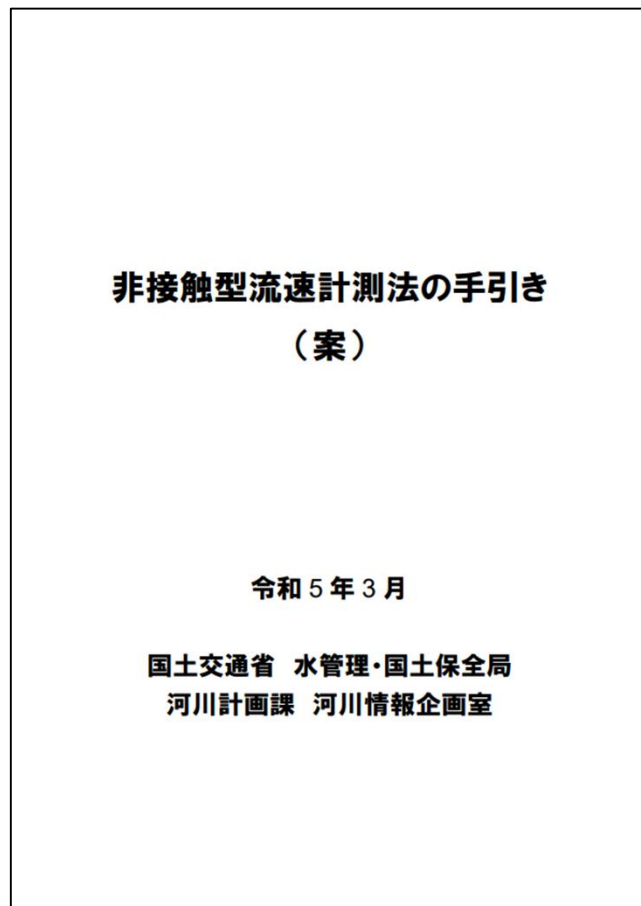 非接触型流速計測法の手引き
（案）
令和5年3月
国土交通省 水管理・国土保全局
河川計画課 河川情報企画室